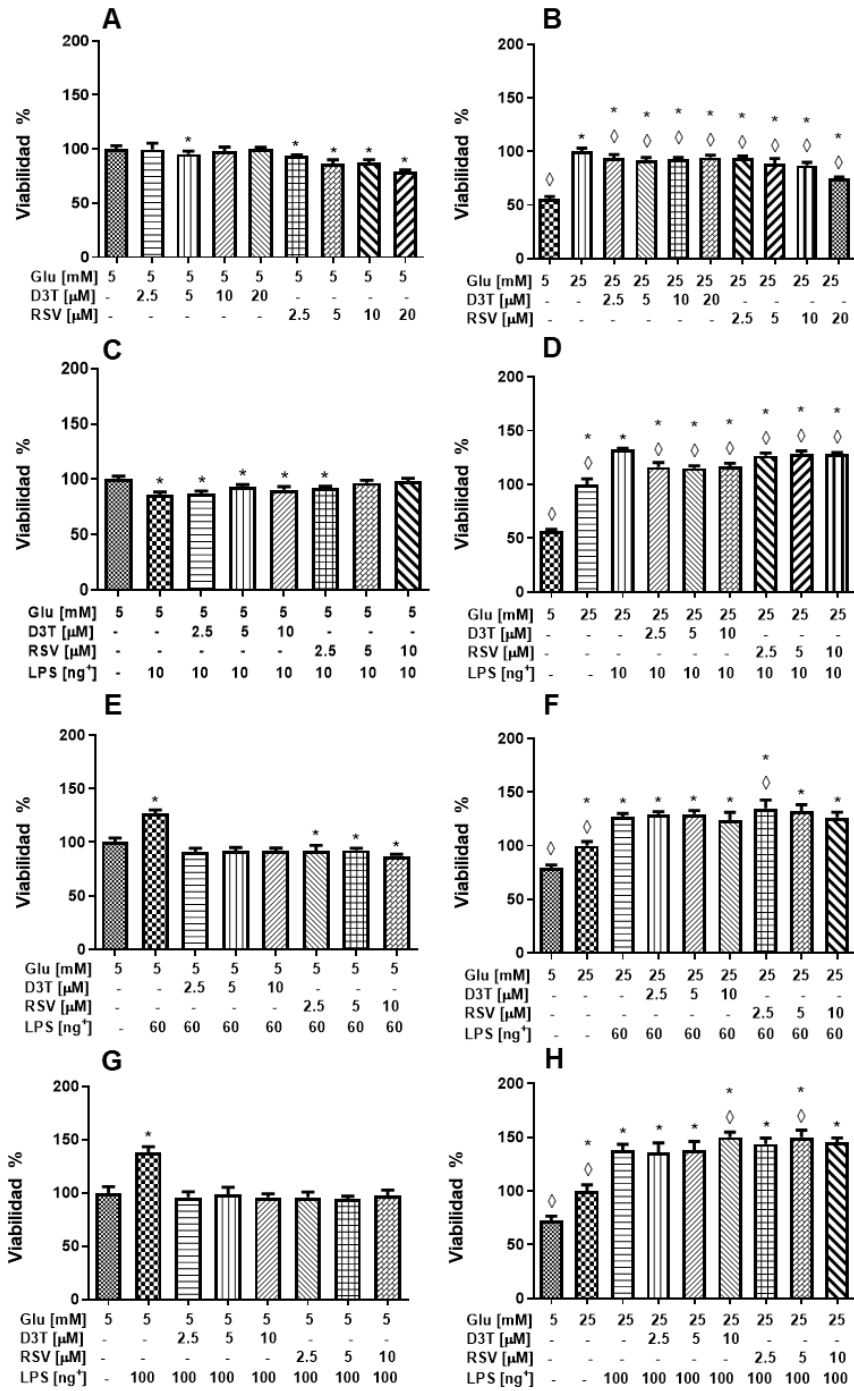 A
Viabilidad %
200
150
100
50
0
* * * * *
Glu [mM] 5 5 5 5 5 5 5 5 5
D3T [μM] - 2.5 5 10 20 - - - -
RSV [μM] - - - - - 2.5 5 10 20
B
Viabilidad %
200
150
100
50
0
* * * * * * * * *
◊ ◊ ◊ ◊ ◊ ◊ ◊ ◊ ◊
Glu [mM] 5 25 25 25 25 25 25 25 25 25
D3T [μM] - - 2.5 5 10 20 - - - -
RSV [μM] - - - - - - 2.5 5 10 20
C
Viabilidad %
200
150
100
50
0
* * * * *
Glu [mM] 5 5 5 5 5 5 5 5
D3T [μM] - - 2.5 5 10 - - -
RSV [μM] - - - - - 2.5 5 10
LPS [ng⁺] - 10 10 10 10 10 10 10
D
Viabilidad %
200
150
100
50
0
* * * * * * * *
◊ ◊ ◊ ◊ ◊ ◊ ◊ ◊
Glu [mM] 5 25 25 25 25 25 25 25 25
D3T [μM] - - - 2.5 5 10 - - -
RSV [μM] - - - - - - 2.5 5 10
LPS [ng⁺] - - 10 10 10 10 10 10 10
E
Viabilidad %
200
150
100
50
0
* * * *
Glu [mM] 5 5 5 5 5 5 5 5
D3T [μM] - - 2.5 5 10 - - -
RSV [μM] - - - - - 2.5 5 10
LPS [ng⁺] - 60 60 60 60 60 60 60
F
Viabilidad %
200
150
100
50
0
* * * * * * * *
◊ ◊ ◊
Glu [mM] 5 25 25 25 25 25 25 25 25
D3T [μM] - - - 2.5 5 10 - - -
RSV [μM] - - - - - - 2.5 5 10
LPS [ng⁺] - - 60 60 60 60 60 60 60
G
Viabilidad %
200
150
100
50
0
*
Glu [mM] 5 5 5 5 5 5 5 5
D3T [μM] - - 2.5 5 10 - - -
RSV [μM] - - - - - 2.5 5 10
LPS [ng⁺] - 100 100 100 100 100 100 100
H
Viabilidad %
200
150
100
50
0
* * * * * * * *
◊ ◊ ◊ ◊
Glu [mM] 5 25 25 25 25 25 25 25 25
D3T [μM] - - - 2.5 5 10 - - -
RSV [μM] - - - - - - 2.5 5 10
LPS [ng⁺] - - 100 100 100 100 100 100 100